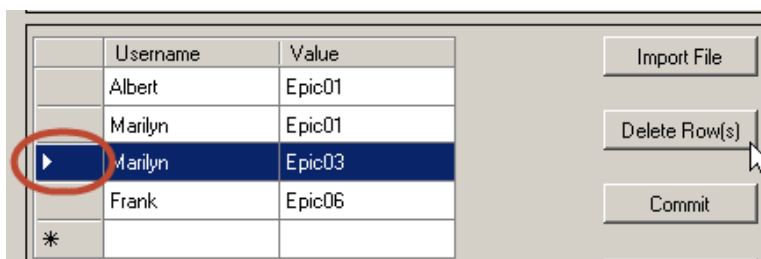 Username Value Import File
Albert Epic01
Marilyn Epic01 Delete Row(s)
Marilyn Epic03
Frank Epic06 Commit
*